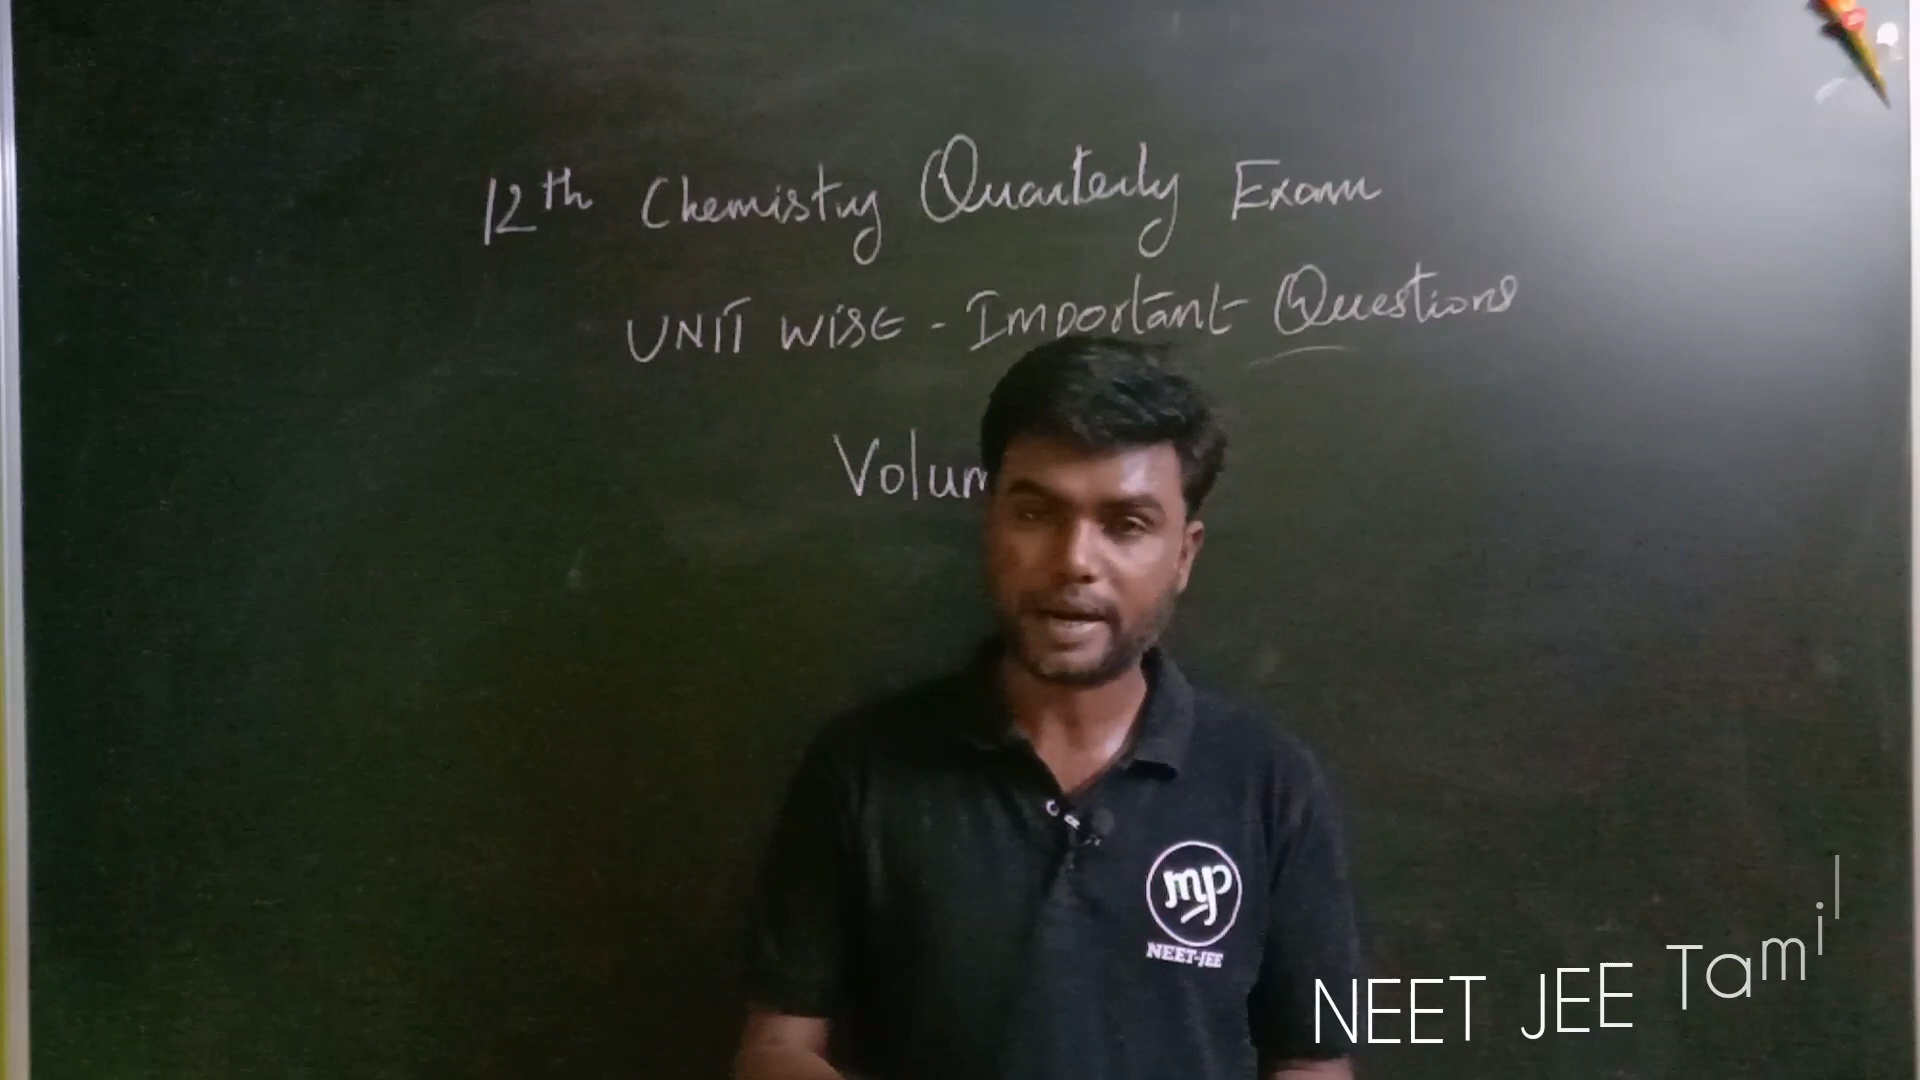 12th Chemistry Quarterly Exam
UNIT WISE - Important Questions
Volum
mp
NEET-JEE
NEET JEE Tamil